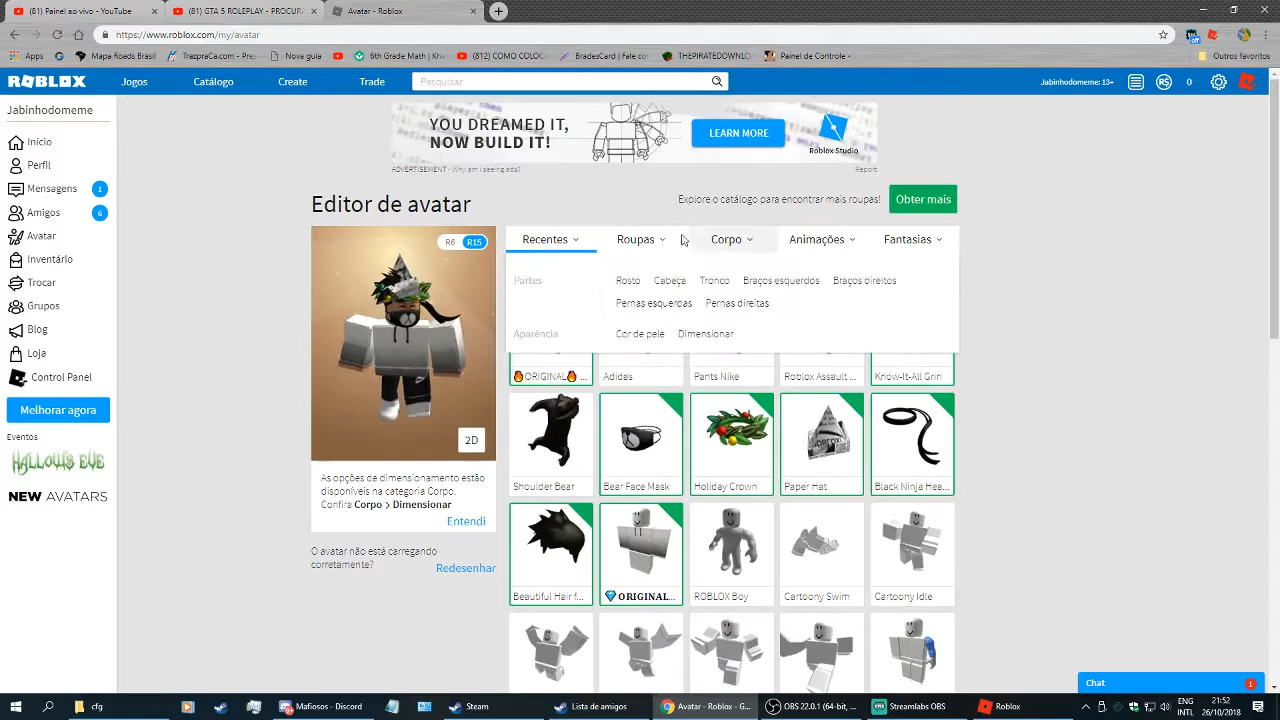 (81) Painel ao vivo - YouTube
(81) GTA 5 ROLEPLAY - PROCURA
Avatar - Roblox
https://www.roblox.com/my/avatar
Apps
Mapa Roads Brasil
TrazpraCa.com - Pres
Nova guia
6th Grade Math | Kh
(812) COMO COLOC
BradesCard | Fale co
THEPIRATEDOWNLO
Painel de Controle ‹
Outros favoritos
ROBLOX
Jogos
Catálogo
Create
Trade
Pesquisar
Jabinhodomeme: 13+
R$
0
Jabinhodomeme
Início
Perfil
Mensagens
1
Amigos
6
Avatar
Inventário
Trocar
Grupos
Blog
Loja
Control Panel
Melhorar agora
Eventos
HALLOW'S EVE
NEW AVATARS
YOU DREAMED IT,
NOW BUILD IT!
LEARN MORE
Roblox Studio
ADVERTISEMENT - Why am I seeing ads?
Report
Editor de avatar
Explore o catálogo para encontrar mais roupas!
Obter mais
R6
R15
2D
As opções de dimensionamento estão
disponíveis na categoria Corpo.
Confira Corpo > Dimensionar
Entendi
O avatar não está carregando
corretamente?
Redesenhar
Recentes
Roupas
Corpo
Animações
Fantasias
Partes
Rosto
Cabeça
Tronco
Braços esquerdos
Braços direitos
Pernas esquerdas
Pernas direitas
Aparência
Cor de pele
Dimensionar
🔥ORIGINAL🔥 ...
Adidas
Pants Nike
Roblox Assault ...
Know-It-All Grin
Shoulder Bear
Bear Face Mask
Holiday Crown
Paper Hat
Black Ninja Hea...
Beautiful Hair f...
💎ORIGINAL...
ROBLOX Boy
Cartoony Swim
Cartoony Idle
Chat
1
cfg
Mafiosos - Discord
Steam
Lista de amigos
Avatar - Roblox - G...
OBS 22.0.1 (64-bit, ...
Streamlabs OBS
Roblox
ENG
INTL
21:52
26/10/2018